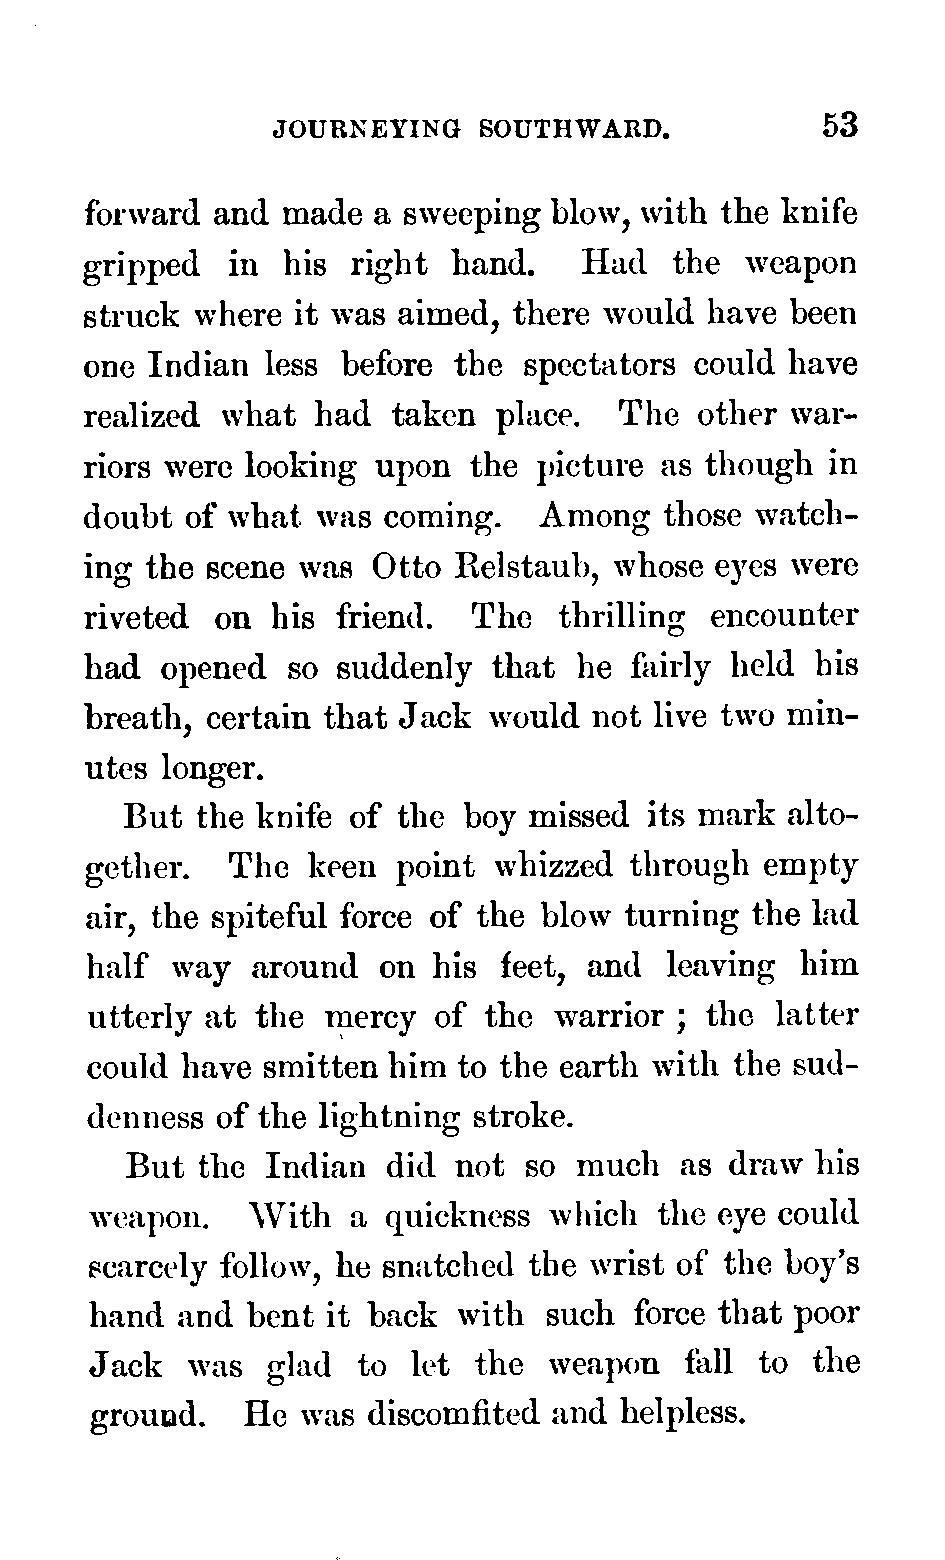 JOURNEYING SOUTHWARD. 53
forward and made a sweeping blow, with the knife
gripped in his right hand. Had the weapon
struck where it was aimed, there would have been
one Indian less before the spectators could have
realized what had taken place. The other war-
riors were looking upon the picture as though in
doubt of what was coming. Among those watch-
ing the scene was Otto Relstaub, whose eyes were
riveted on his friend. The thrilling encounter
had opened so suddenly that he fairly held his
breath, certain that Jack would not live two min-
utes longer.
But the knife of the boy missed its mark alto-
gether. The keen point whizzed through empty
air, the spiteful force of the blow turning the lad
half way around on his feet, and leaving him
utterly at the mercy of the warrior ; the latter
could have smitten him to the earth with the sud-
denness of the lightning stroke.
But the Indian did not so much as draw his
weapon. With a quickness which the eye could
scarcely follow, he snatched the wrist of the boy's
hand and bent it back with such force that poor
Jack was glad to let the weapon fall to the
ground. He was discomfited and helpless.